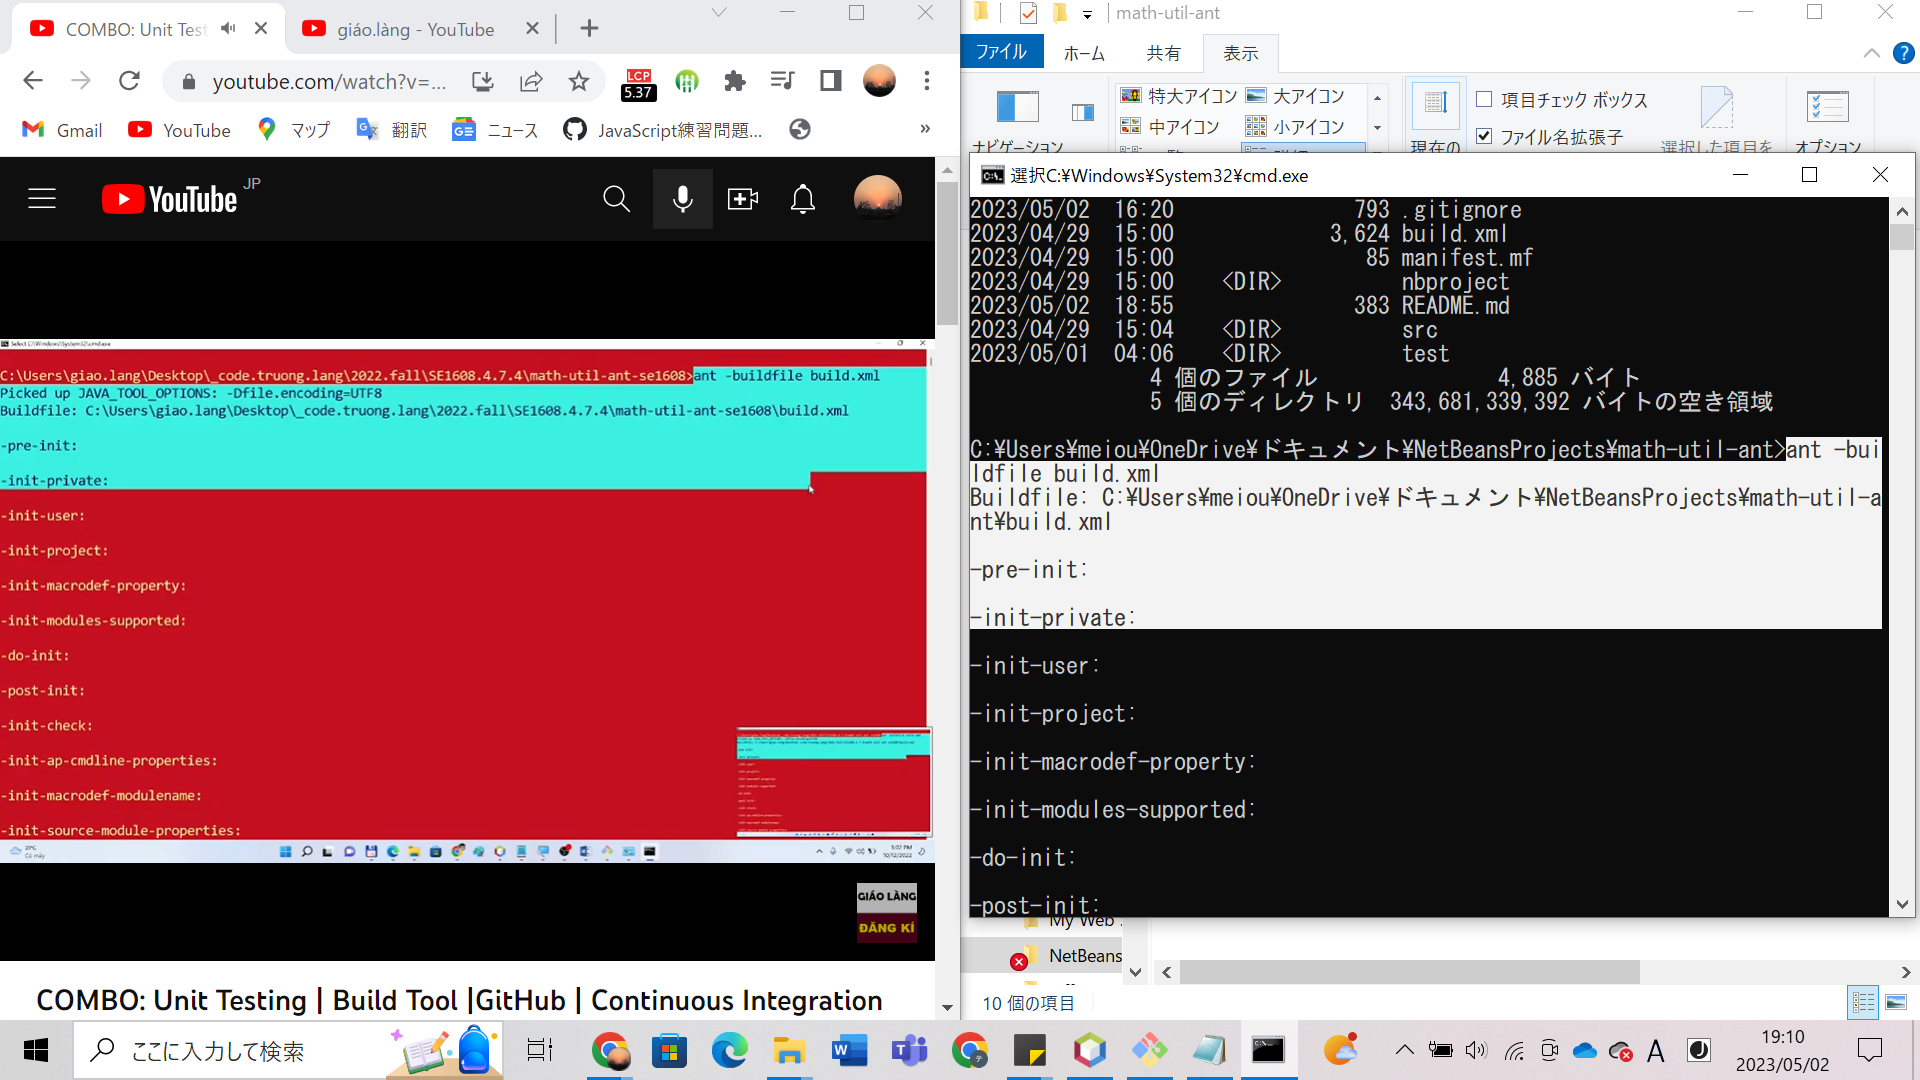 COMBO: Unit Test
giáo.làng - YouTube
youtube.com/watch?v=...
LCP
5.37
Gmail
YouTube
マップ
翻訳
ニュース
JavaScript練習問題...
»
YouTube JP
C:\Users\giao.lang\Desktop\_code.truong.lang\2022.fall\SE1608.4.7.4\math-util-ant-se1608>ant -buildfile build.xml
Picked up JAVA_TOOL_OPTIONS: -Dfile.encoding=UTF8
Buildfile: C:\Users\giao.lang\Desktop\_code.truong.lang\2022.fall\SE1608.4.7.4\math-util-ant-se1608\build.xml
-pre-init:
-init-private:
-init-user:
-init-project:
-init-macrodef-property:
-init-modules-supported:
-do-init:
-post-init:
-init-check:
-init-ap-cmdline-properties:
-init-macrodef-modulename:
-init-source-module-properties:
5:07 PM
10/12/2022
GIÁO LÀNG
ĐĂNG KÍ
COMBO: Unit Testing | Build Tool |GitHub | Continuous Integration
math-util-ant
ファイル
ホーム
共有
表示
特大アイコン
大アイコン
中アイコン
小アイコン
項目チェック ボックス
ファイル名拡張子
ナビゲーション
現在の
選択した項目を
オプション
選択C:¥Windows¥System32¥cmd.exe
2023/05/02  16:20               793 .gitignore
2023/04/29  15:00             3,624 build.xml
2023/04/29  15:00                85 manifest.mf
2023/04/29  15:00    <DIR>          nbproject
2023/05/02  18:55               383 README.md
2023/04/29  15:04    <DIR>          src
2023/05/01  04:06    <DIR>          test
4 個のファイル               4,885 バイト
5 個のディレクトリ  343,681,339,392 バイトの空き領域
C:¥Users¥meiou¥OneDrive¥ドキュメント¥NetBeansProjects¥math-util-ant>ant -bui
ldfile build.xml
Buildfile: C:¥Users¥meiou¥OneDrive¥ドキュメント¥NetBeansProjects¥math-util-a
nt¥build.xml
-pre-init:
-init-private:
-init-user:
-init-project:
-init-macrodef-property:
-init-modules-supported:
-do-init:
-post-init:
My Web
NetBeans
10 個の項目
ここに入力して検索
A
19:10
2023/05/02